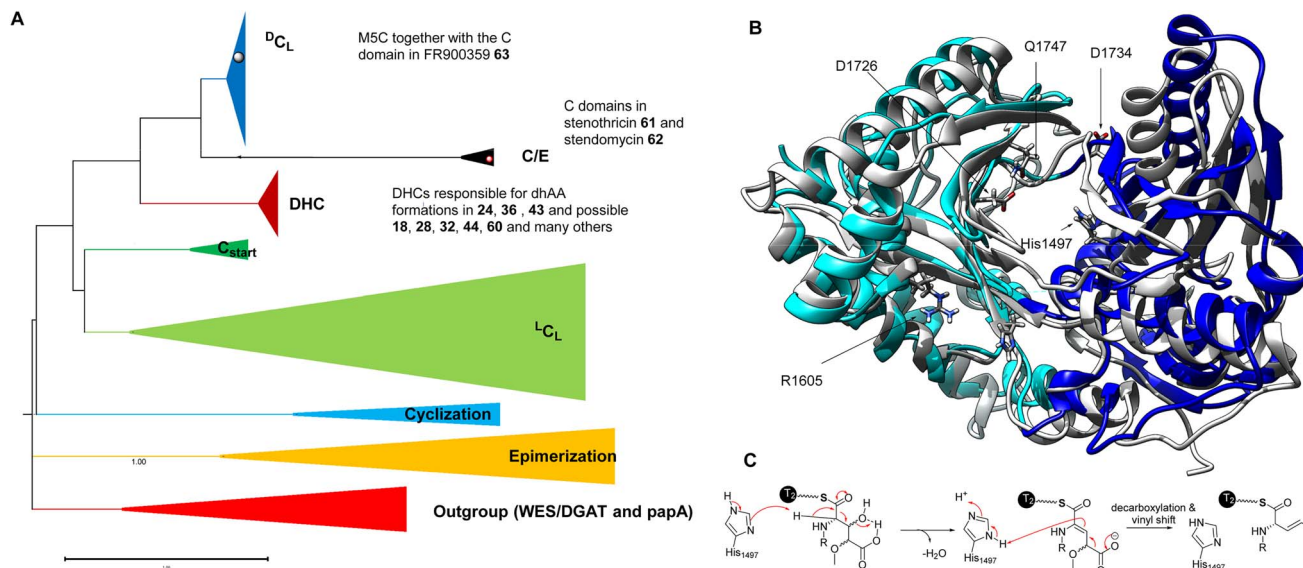 A
ᴰCL
M5C together with the C
domain in FR900359 63
C domains in
stenothricin 61 and
stendomycin 62
C/E
DHC
DHCs responsible for dhAA
formations in 24, 36 , 43 and possible
18, 28, 32, 44, 60 and many others
Cstart
ᴸCL
Cyclization
1.00
Epimerization
Outgroup (WES/DGAT and papA)
B
Q1747
D1726
D1734
His1497
R1605
C
H
N
N
His1497
T2
S
O
H
HN
R
O
O
H
H
O
O
-H2O
H+
N
N
H
His1497
T2
S
O
HN
R
O
O
O
⊖
decarboxylation &
vinyl shift
HN
N
His1497
T2
S
O
HN
R
O